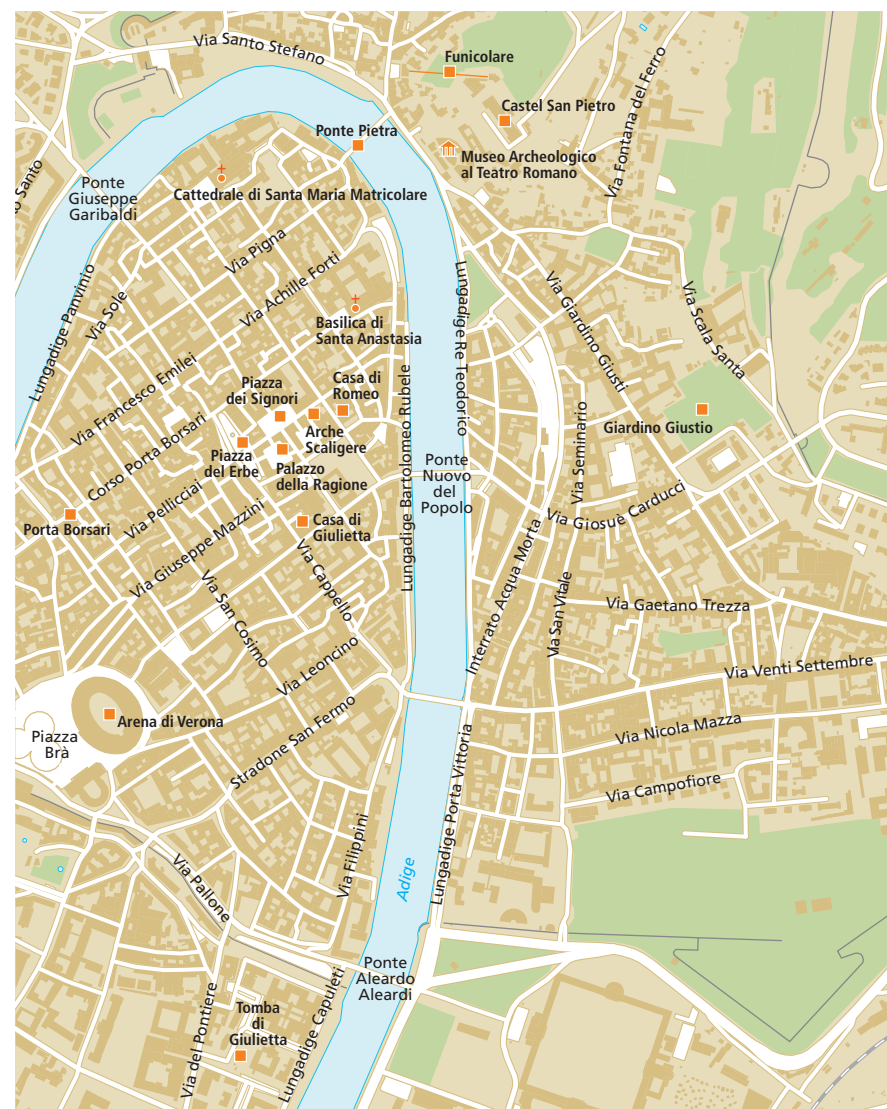 Via Santo Stefano
Funicolare
Castel San Pietro
Via Fontana del Ferro
Ponte Pietra
Museo Archeologico
al Teatro Romano
to Santo
Ponte
Giuseppe
Garibaldi
Cattedrale di Santa Maria Matricolare
Via Pigna
Via Achille Forti
Lungadige Panvinio
Via Sole
Basilica di
Santa Anastasia
Lungadige Re Teodorico
Via Giardino Giusti
Via Scala Santa
Via Francesco Emilei
Piazza
dei Signori
Casa di
Romeo
Lungadige Bartolomeo Rubele
Giardino Giustio
Corso Porta Borsari
Piazza
del Erbe
Arche
Scaligere
Palazzo
della Ragione
Ponte
Nuovo
del
Popolo
Via Seminario
Porta Borsari
Via Pellicciai
Via Giuseppe Mazzini
Casa di
Giulietta
Via Giosuè Carducci
Via San Cosimo
Via Cappello
Interrato Acqua Morta
Via San Vitale
Via Gaetano Trezza
Via Leoncino
Via Venti Settembre
Arena di Verona
Piazza
Brà
Stradone San Fermo
Via Nicola Mazza
Via Campofiore
Lungadige Porta Vittoria
Via Filippini
Adige
Via Pallone
Ponte
Aleardo
Aleardi
Via del Pontiere
Tomba
di
Giulietta
Lungadige Capuleti